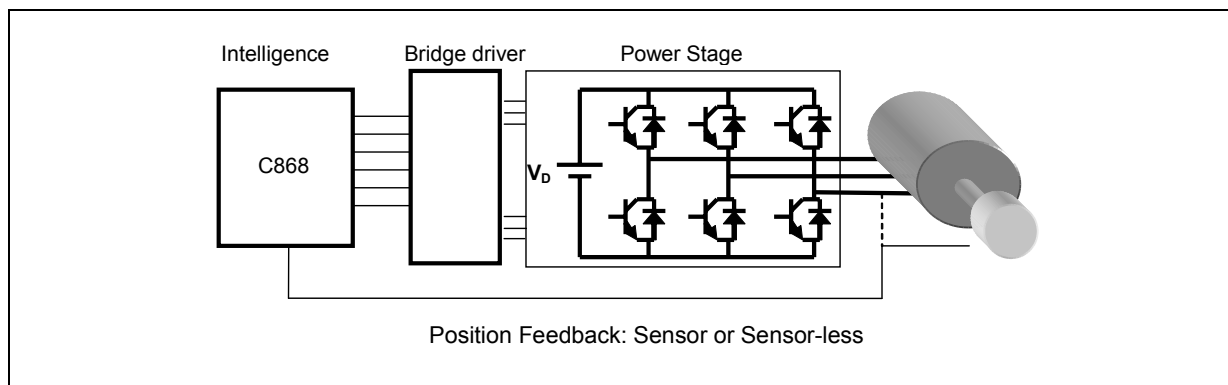 Intelligence
Bridge driver
Power Stage
C868
VD
Position Feedback: Sensor or Sensor-less